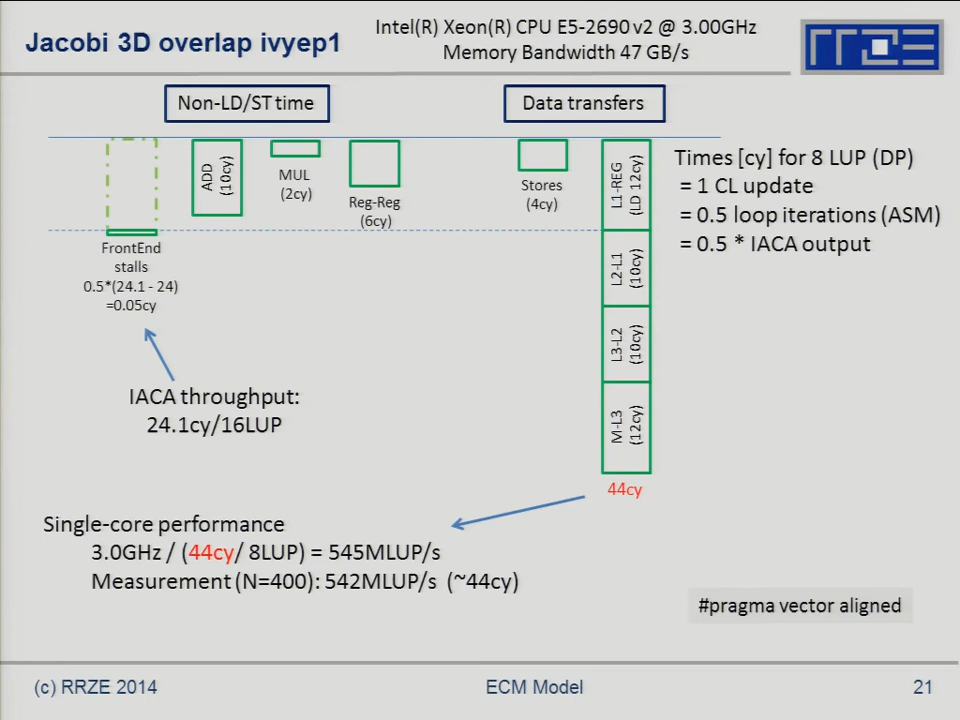 Jacobi 3D overlap ivyep1
Intel(R) Xeon(R) CPU E5-2690 v2 @ 3.00GHz
Memory Bandwidth 47 GB/s
RRZE
Non-LD/ST time
Data transfers
ADD
(10cy)
MUL
(2cy)
Reg-Reg
(6cy)
Stores
(4cy)
L1-REG
(LD 12cy)
L2-L1
(10cy)
L3-L2
(10cy)
M-L3
(12cy)
44cy
Times [cy] for 8 LUP (DP)
= 1 CL update
= 0.5 loop iterations (ASM)
= 0.5 * IACA output
FrontEnd
stalls
0.5*(24.1 - 24)
=0.05cy
IACA throughput:
24.1cy/16LUP
Single-core performance
3.0GHz / (44cy/ 8LUP) = 545MLUP/s
Measurement (N=400): 542MLUP/s (~44cy)
#pragma vector aligned
(c) RRZE 2014
ECM Model
21